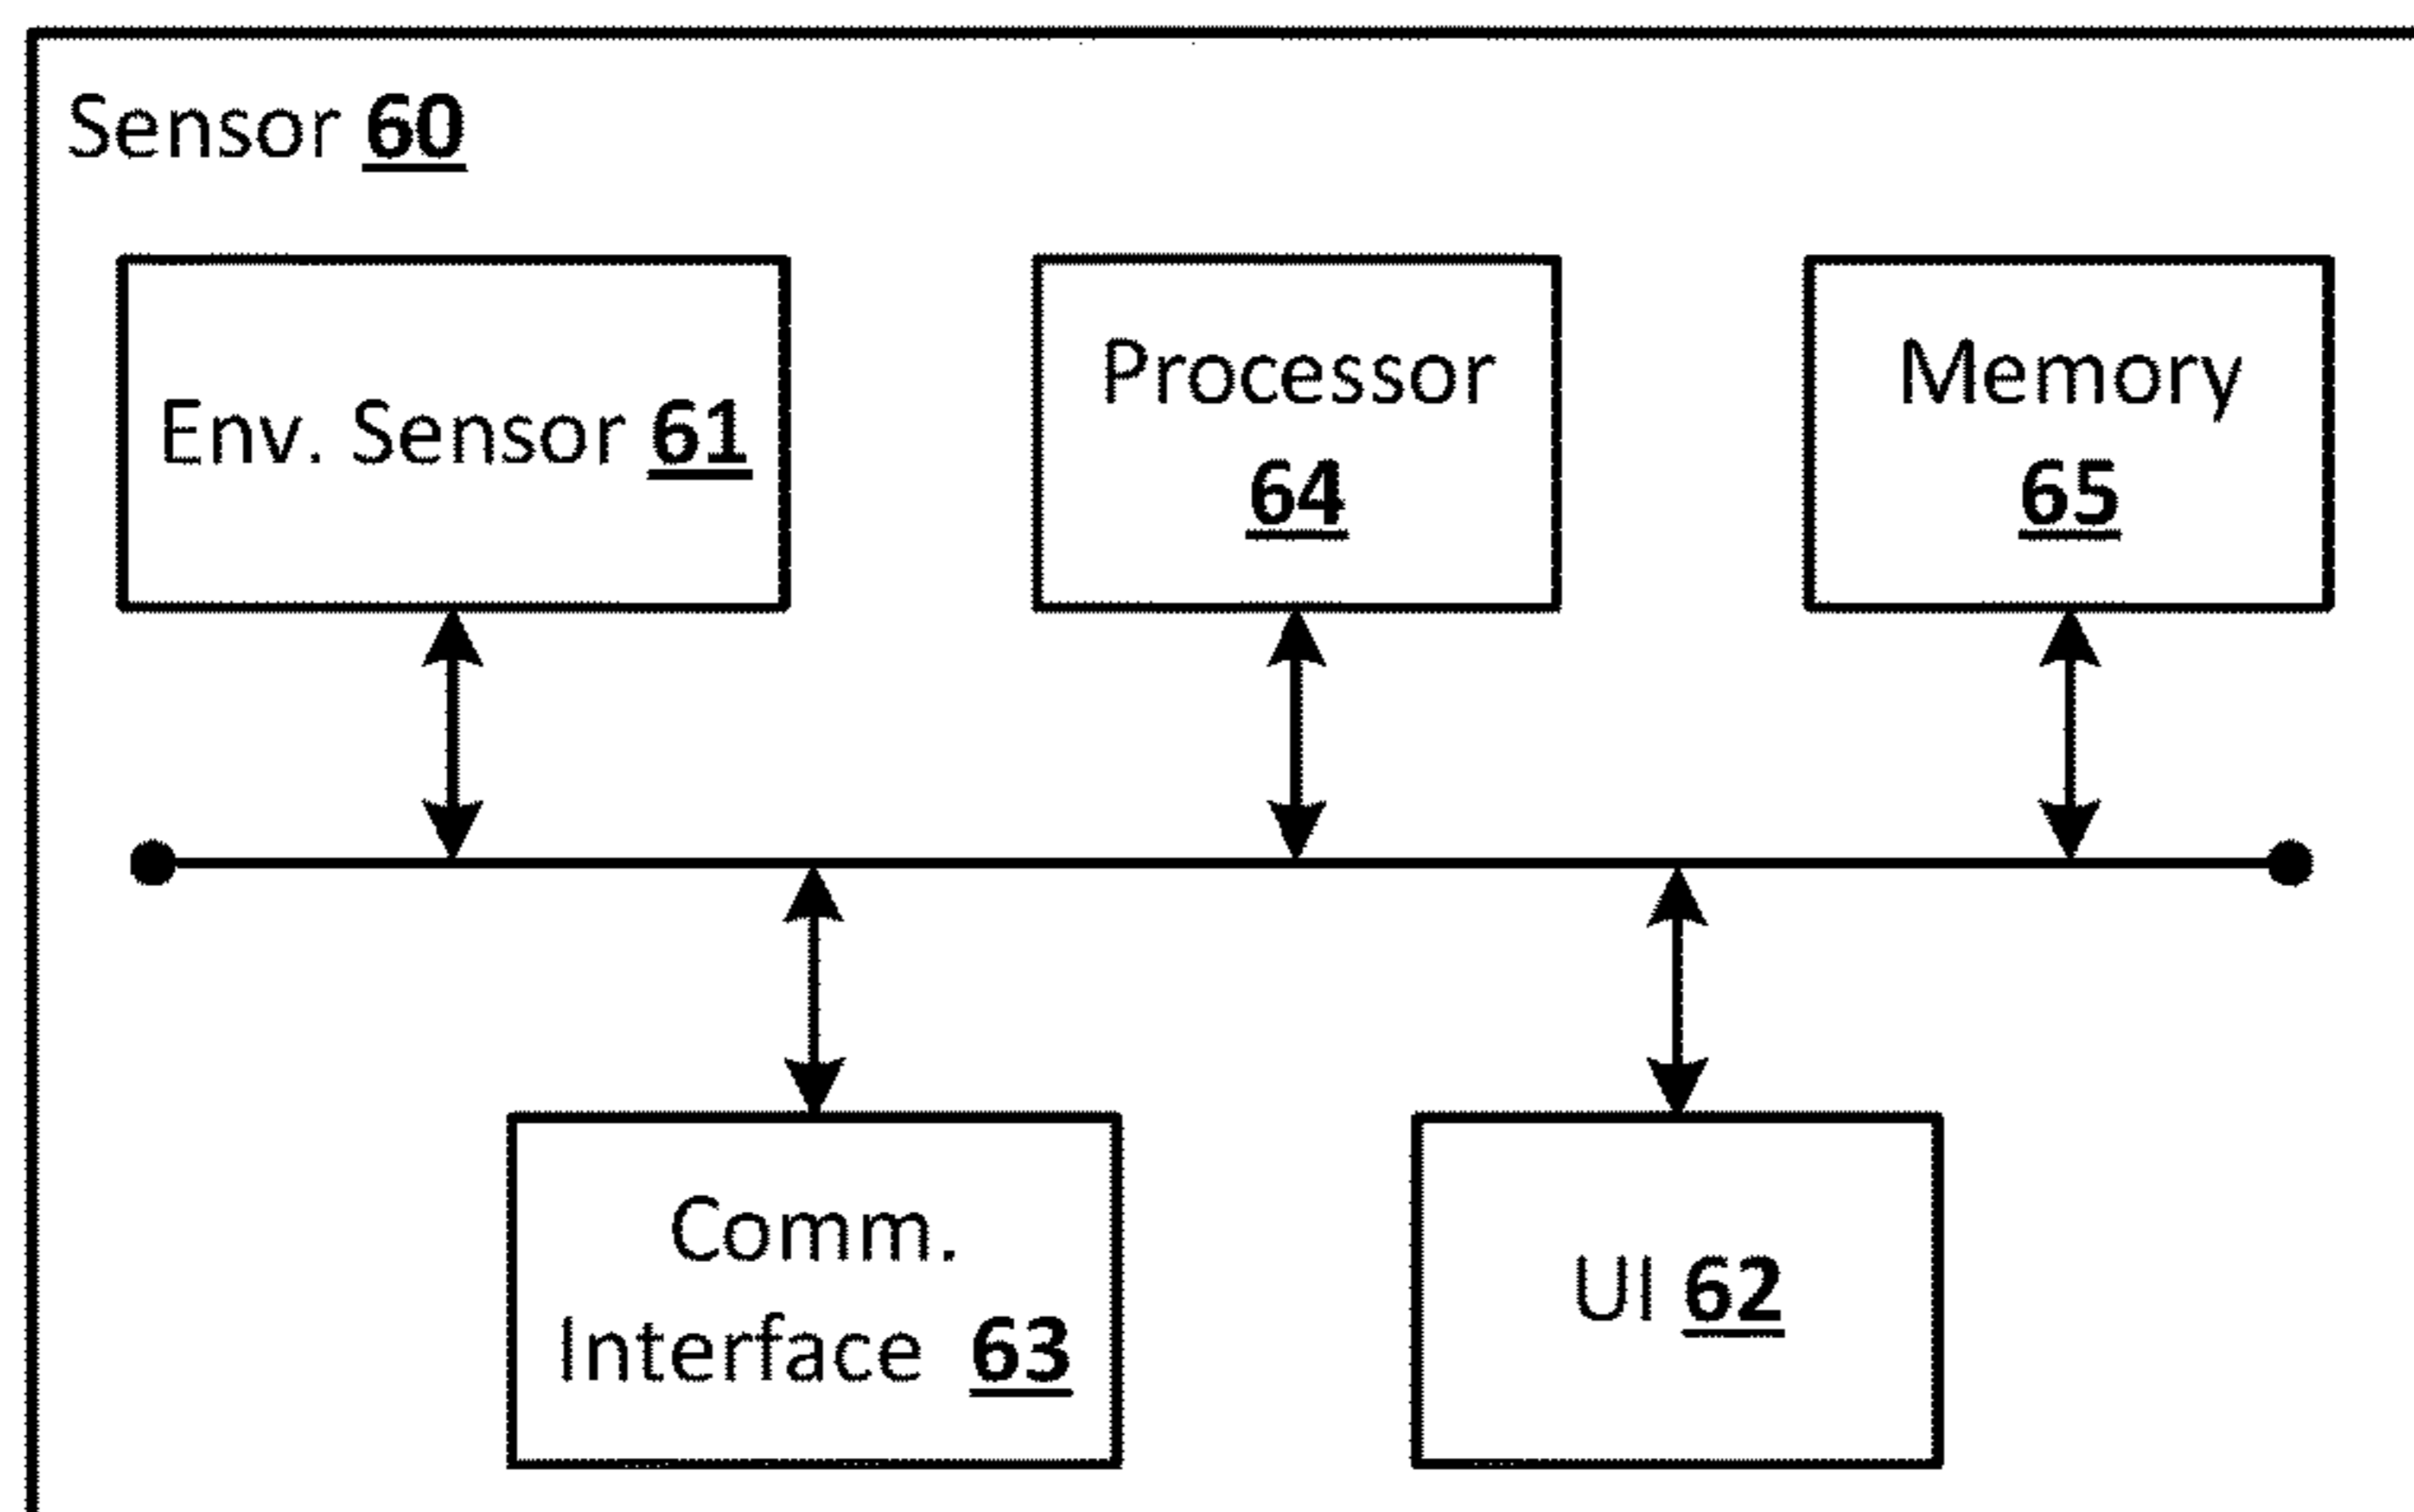 Sensor 60
Env. Sensor 61
Processor
64
Memory
65
Comm.
Interface 63
UI 62